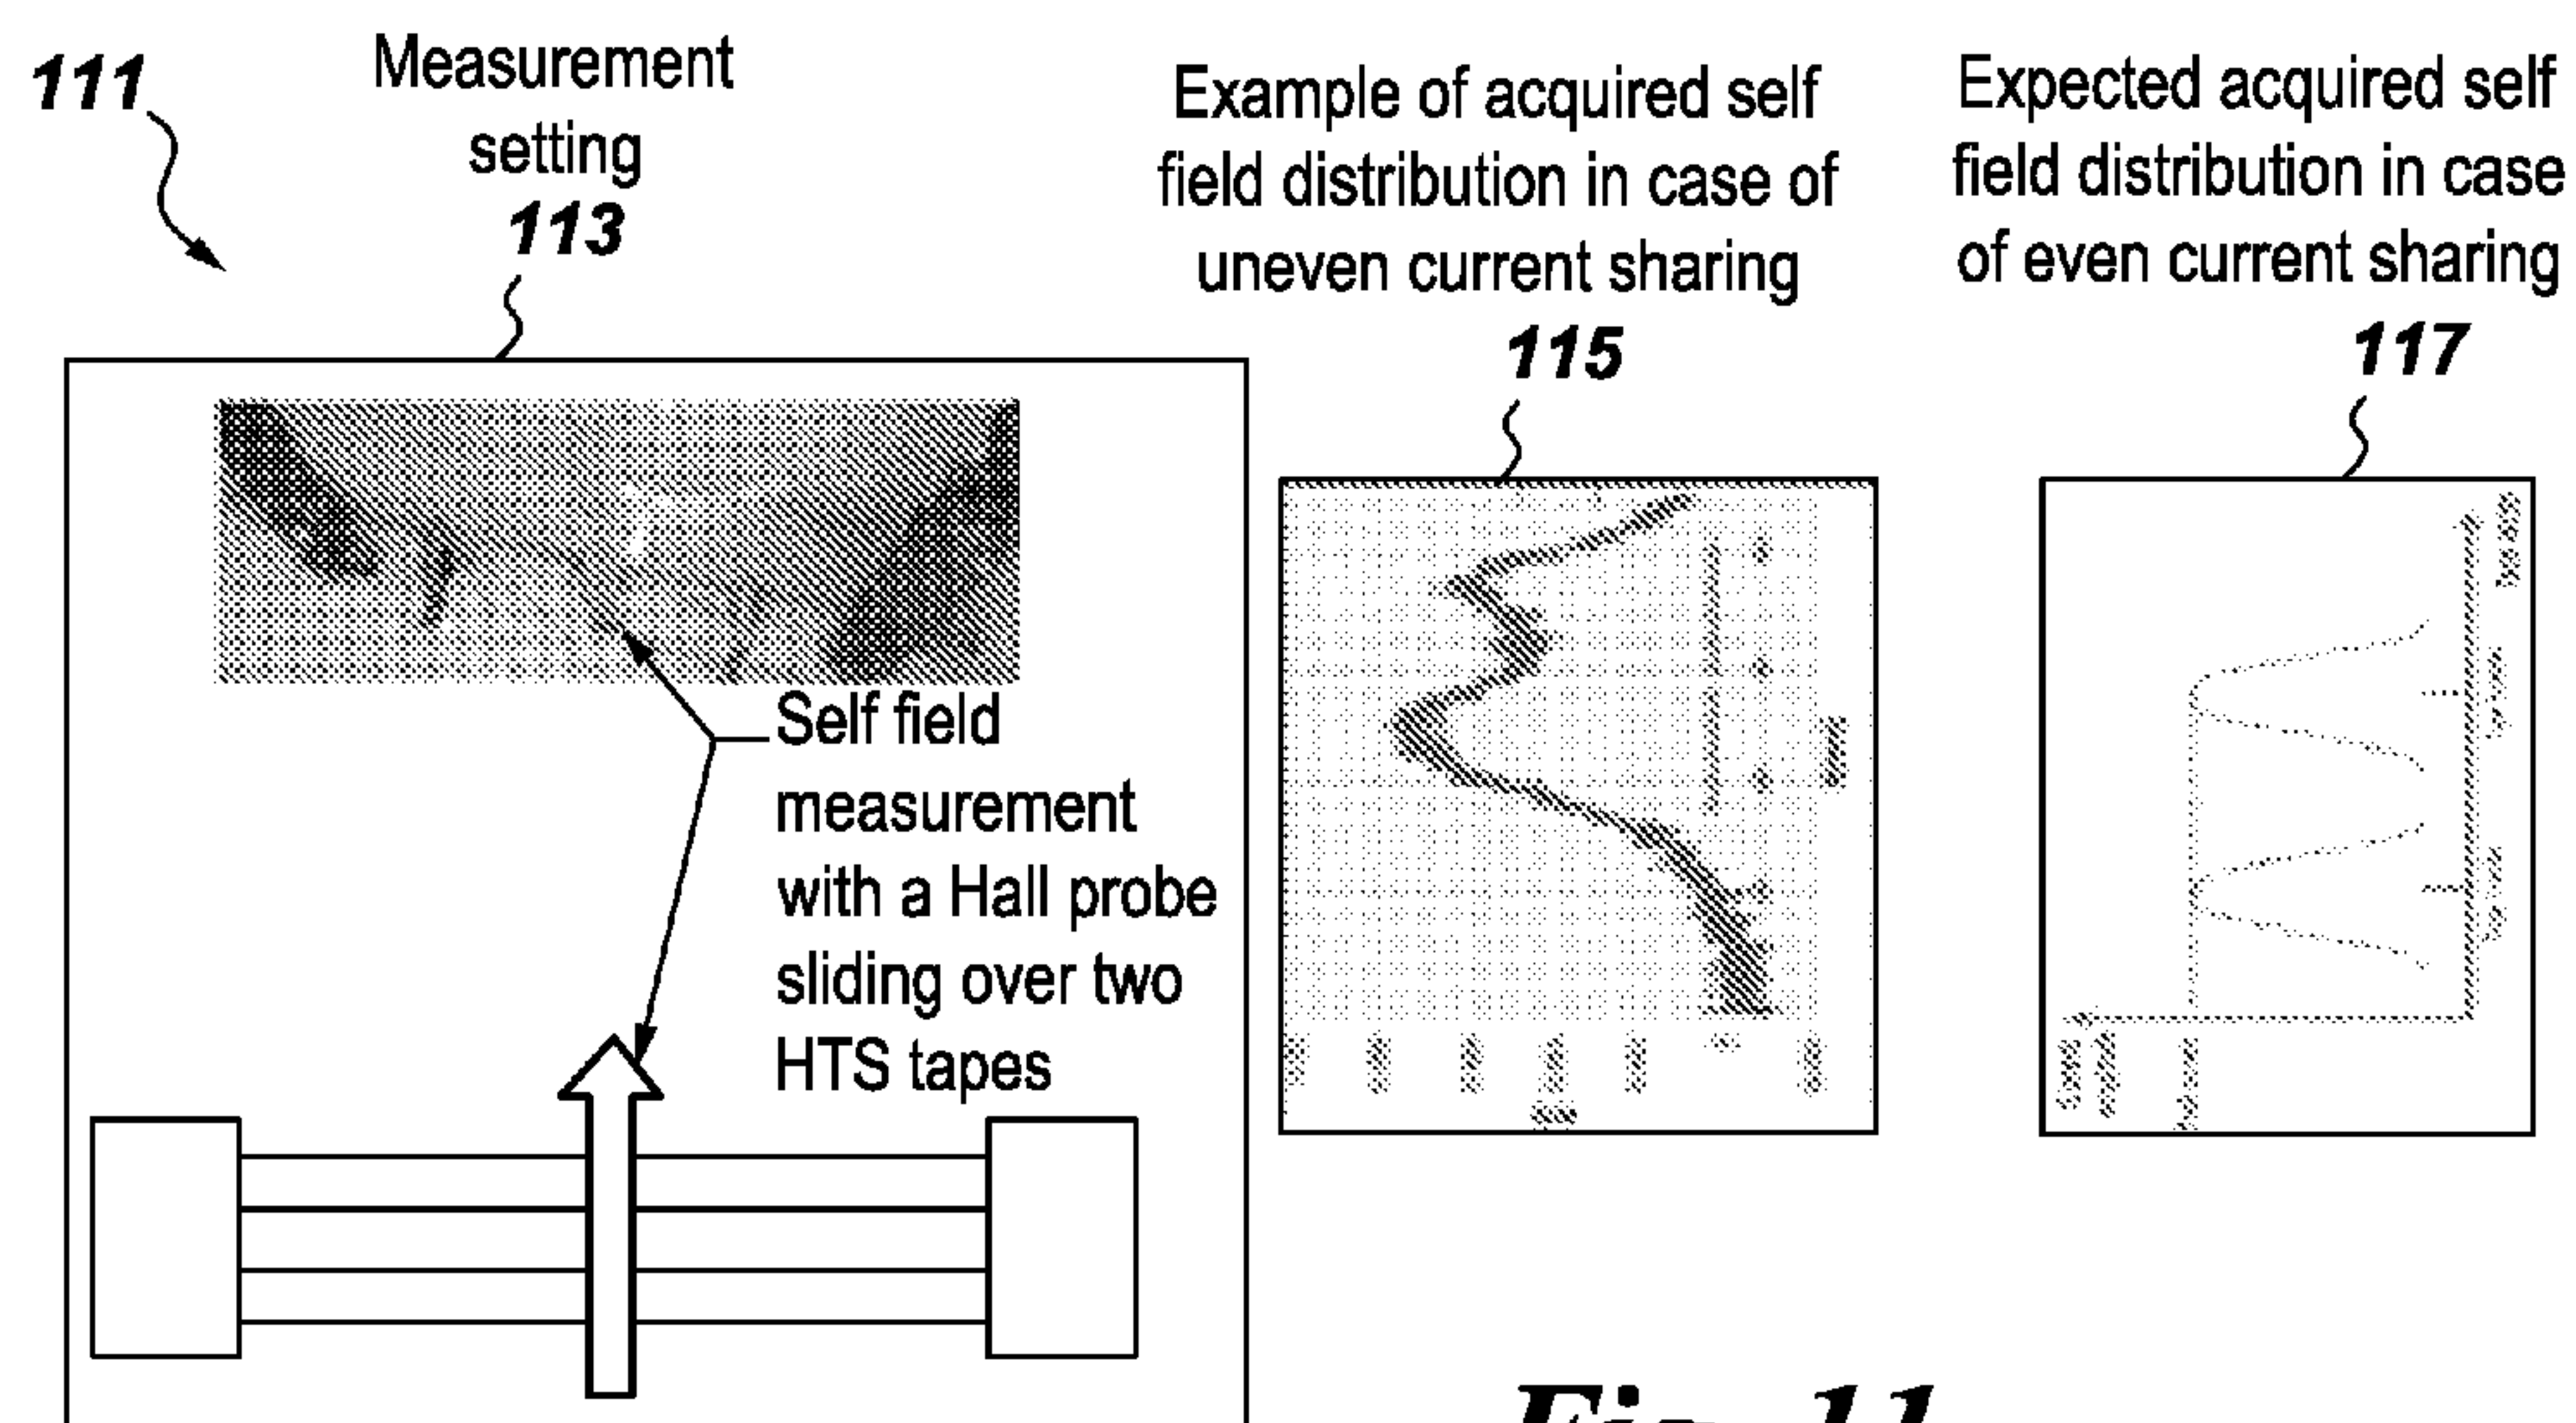 111
Measurement
setting
113
Example of acquired self
field distribution in case of
uneven current sharing
115
Expected acquired self
field distribution in case
of even current sharing
117
Self field
measurement
with a Hall probe
sliding over two
HTS tapes
Fig. 11